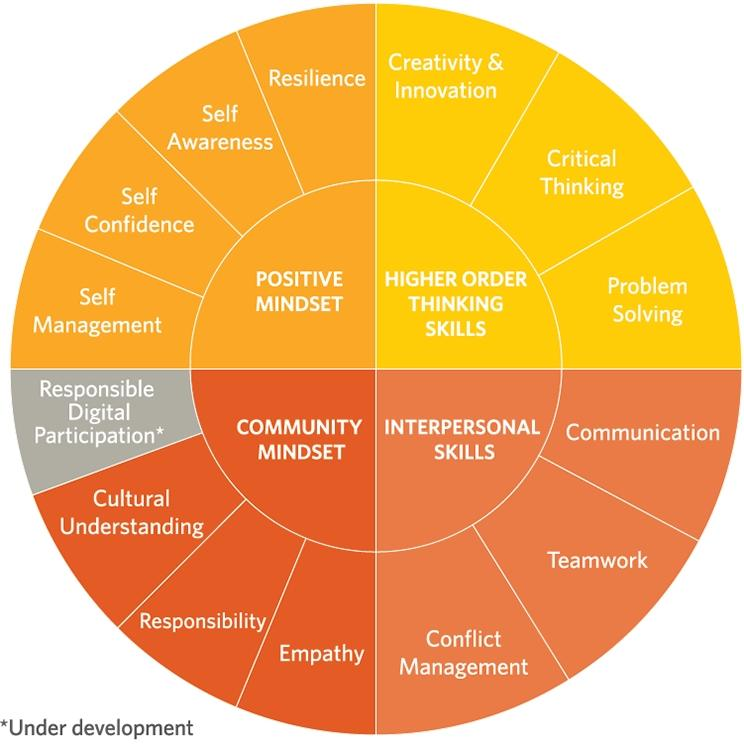 Resilience
Creativity &
Innovation
Self
Awareness
Critical
Thinking
Self
Confidence
Problem
Solving
Self
Management
POSITIVE
MINDSET
HIGHER ORDER
THINKING
SKILLS
Responsible
Digital
Participation*
COMMUNITY
MINDSET
INTERPERSONAL
SKILLS
Communication
Cultural
Understanding
Teamwork
Responsibility
Empathy
Conflict
Management
*Under development